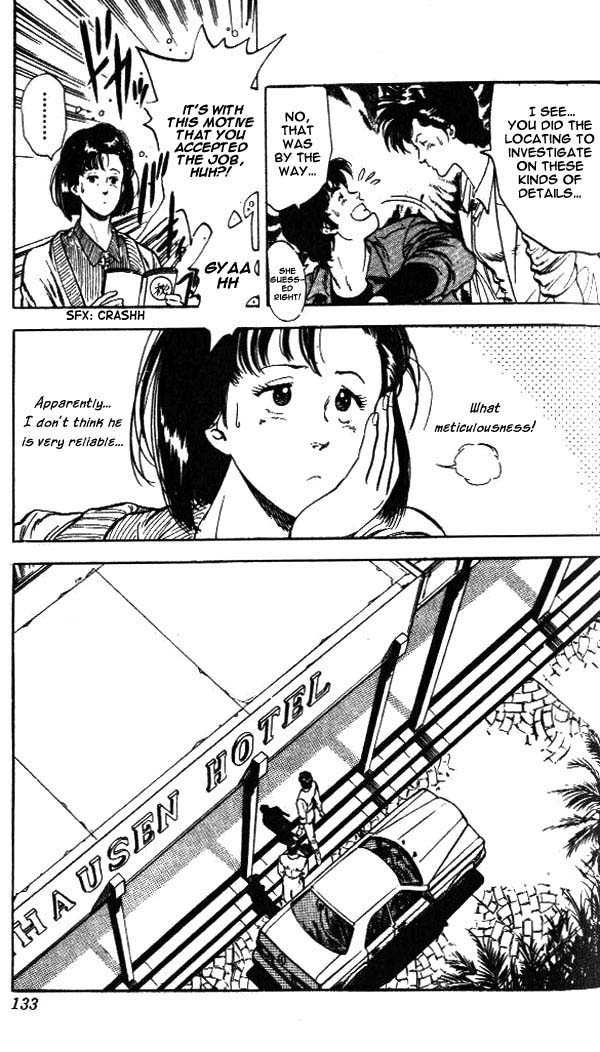 I SEE...
YOU DID THE
LOCATING TO
INVESTIGATE
ON THESE
KINDS OF
DETAILS...
NO,
THAT
WAS
BY THE
WAY...
SHE
GUESS-
ED
RIGHT!
IT'S WITH
THIS MOTIVE
THAT YOU
ACCEPTED
THE JOB,
HUH?!
GYAA
HH
........
SFX: CRASHH
What
meticulousness!
Apparently...
I don't think he
is very reliable...
HAUSEN HOTEL
133